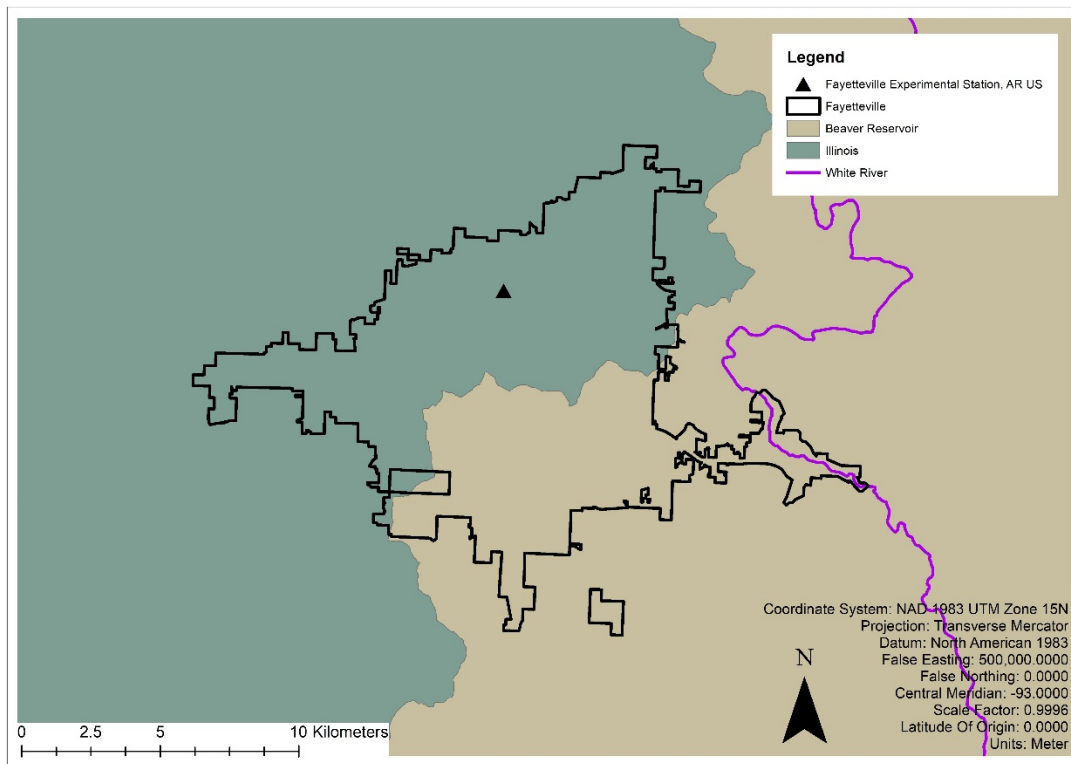 Legend
Fayetteville Experimental Station, AR US
Fayetteville
Beaver Reservoir
Illinois
White River
Coordinate System: NAD 1983 UTM Zone 15N
Projection: Transverse Mercator
Datum: North American 1983
False Easting: 500,000.0000
False Northing: 0.0000
Central Meridian: -93.0000
Scale Factor: 0.9996
Latitude Of Origin: 0.0000
Units: Meter
N
0 2.5 5 10 Kilometers